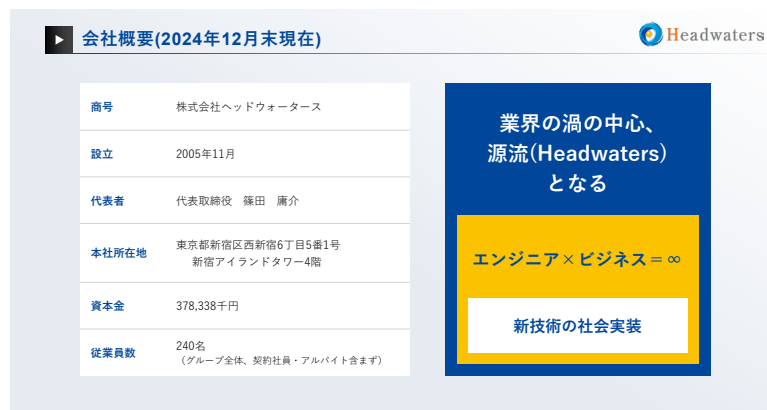 会社概要(2024年12月末現在)
Headwaters
商号 株式会社ヘッドウォータース
設立 2005年11月
代表者 代表取締役 篠田 庸介
本社所在地 東京都新宿区西新宿6丁目5番1号
新宿アイランドタワー4階
資本金 378,338千円
従業員数 240名
（グループ全体、契約社員・アルバイト含まず）
業界の渦の中心、
源流(Headwaters)
となる
エンジニア×ビジネス＝∞
新技術の社会実装